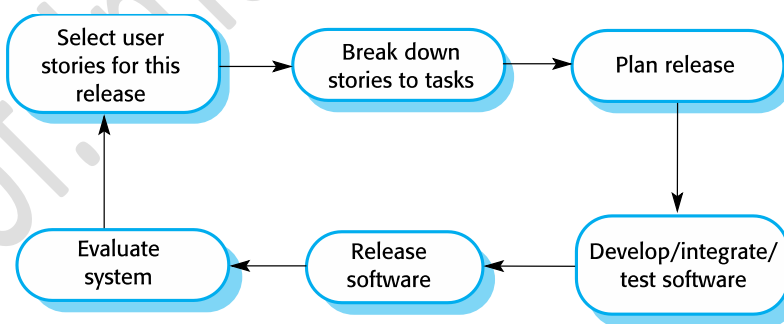 Select user
stories for this
release
Break down
stories to tasks
Plan release
Evaluate
system
Release
software
Develop/integrate/
test software